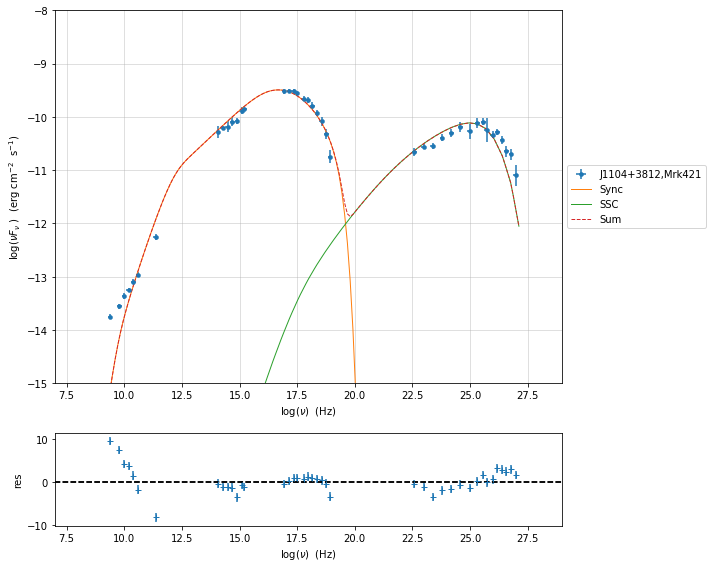 −8
−9
−10
−11
−12
−13
−14
−15
log(νFν) (erg cm⁻² s⁻¹)
7.5 10.0 12.5 15.0 17.5 20.0 22.5 25.0 27.5
log(ν) (Hz)
J1104+3812,Mrk421
Sync
SSC
Sum
10
0
−10
res
7.5 10.0 12.5 15.0 17.5 20.0 22.5 25.0 27.5
log(ν) (Hz)